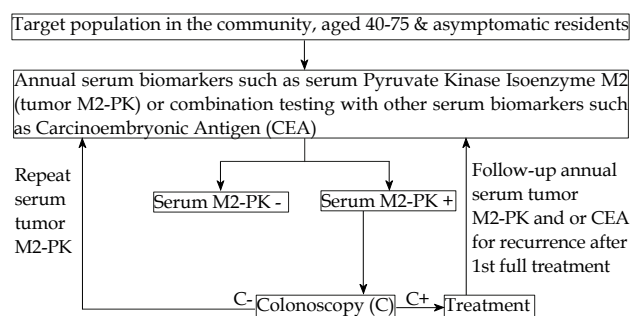 Target population in the community, aged 40-75 & asymptomatic residents
Annual serum biomarkers such as serum Pyruvate Kinase Isoenzyme M2
(tumor M2-PK) or combination testing with other serum biomarkers such
as Carcinoembryonic Antigen (CEA)
Repeat
serum
tumor
M2-PK
Serum M2-PK -
Serum M2-PK +
Follow-up annual
serum tumor
M2-PK and or CEA
for recurrence after
1st full treatment
C-
Colonoscopy (C)
C+
Treatment